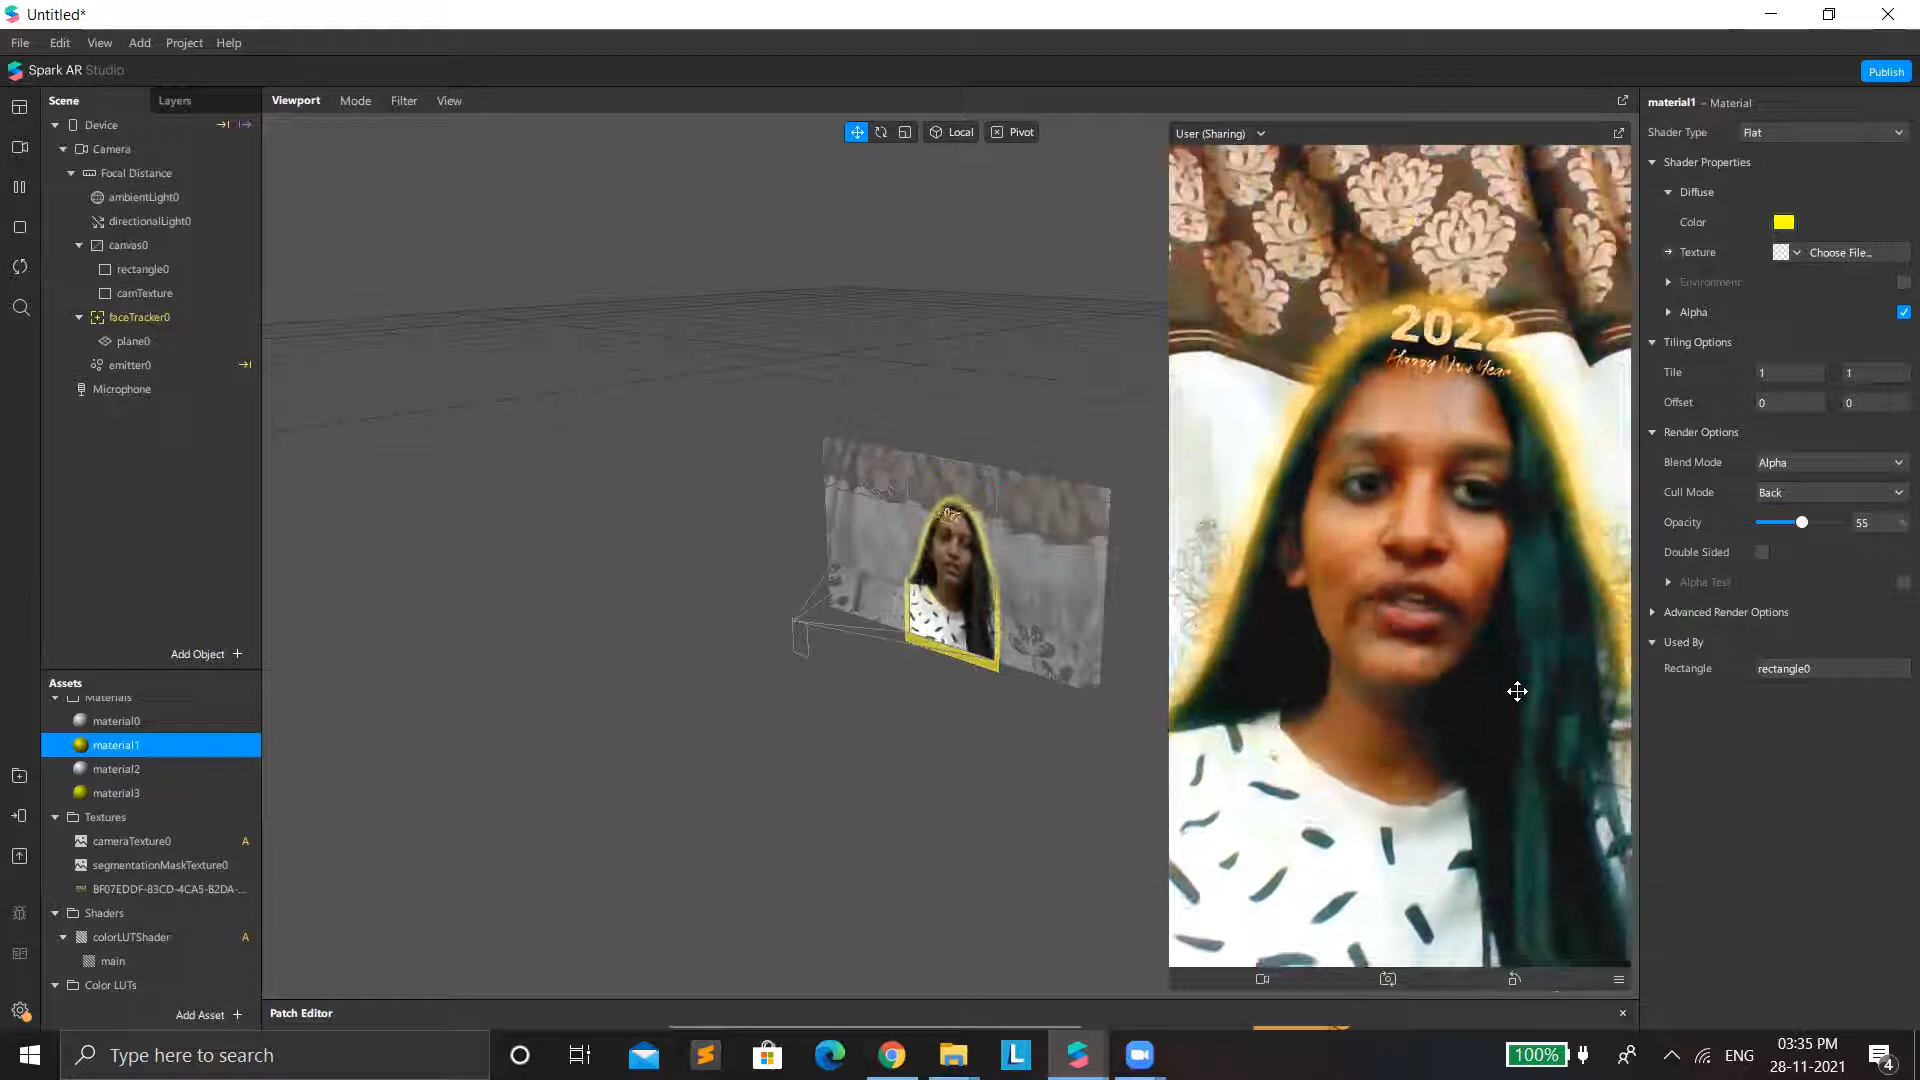 Untitled*
File Edit View Add Project Help
Spark AR Studio
Publish
Scene Layers
Device
Camera
Focal Distance
ambientLight0
directionalLight0
canvas0
rectangle0
camTexture
faceTracker0
plane0
emitter0
Microphone
Add Object +
Assets
Materials
material0
material1
material2
material3
Textures
cameraTexture0 A
segmentationMaskTexture0
BF07EDDF-83CD-4CA5-B2DA-...
Shaders
colorLUTShader A
main
Color LUTs
Add Asset +
Viewport Mode Filter View
Local Pivot
User (Sharing)
2022
Happy New Year
2022
Patch Editor
material1 – Material
Shader Type Flat
Shader Properties
Diffuse
Color
Texture Choose File...
Environment
Alpha
Tiling Options
Tile 1 1
Offset 0 0
Render Options
Blend Mode Alpha
Cull Mode Back
Opacity 55 %
Double Sided
Alpha Test
Advanced Render Options
Used By
Rectangle rectangle0
Type here to search
L
100%
ENG
03:35 PM
28-11-2021
4